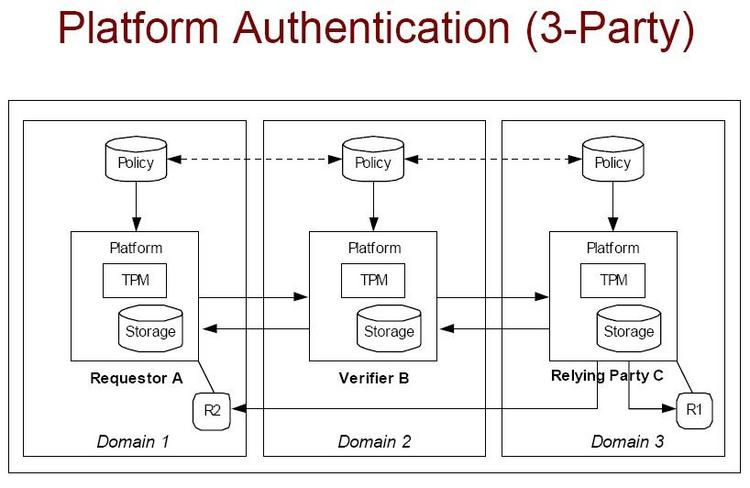 Platform Authentication (3-Party)
Policy
Policy
Policy
Platform
Platform
Platform
TPM
TPM
TPM
Storage
Storage
Storage
Requestor A
Verifier B
Relying Party C
R2
R1
Domain 1
Domain 2
Domain 3